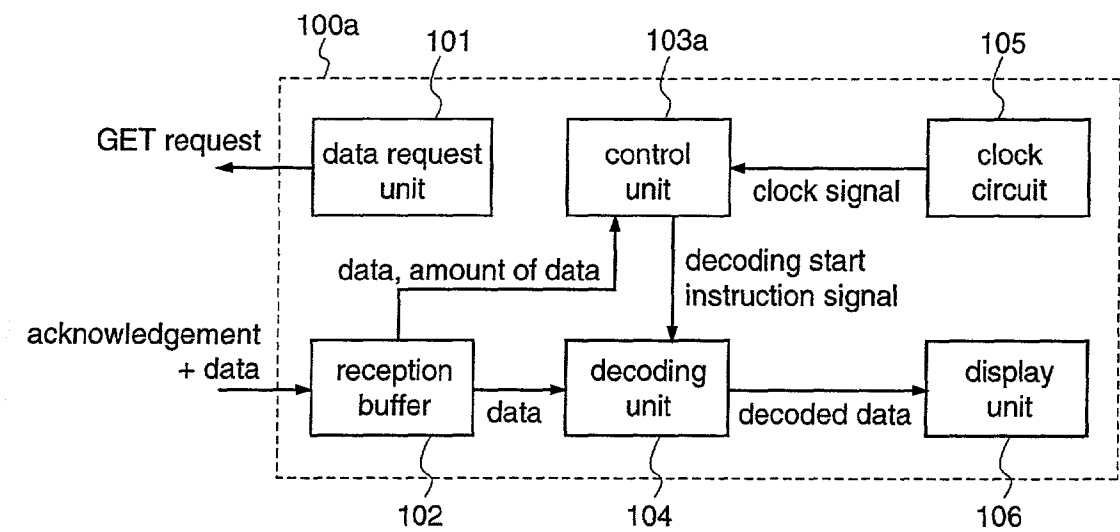 100a
101
103a
105
GET request
data request
unit
control
unit
clock signal
clock
circuit
data, amount of data
decoding start
instruction signal
acknowledgement
+ data
reception
buffer
data
decoding
unit
decoded data
display
unit
102
104
106